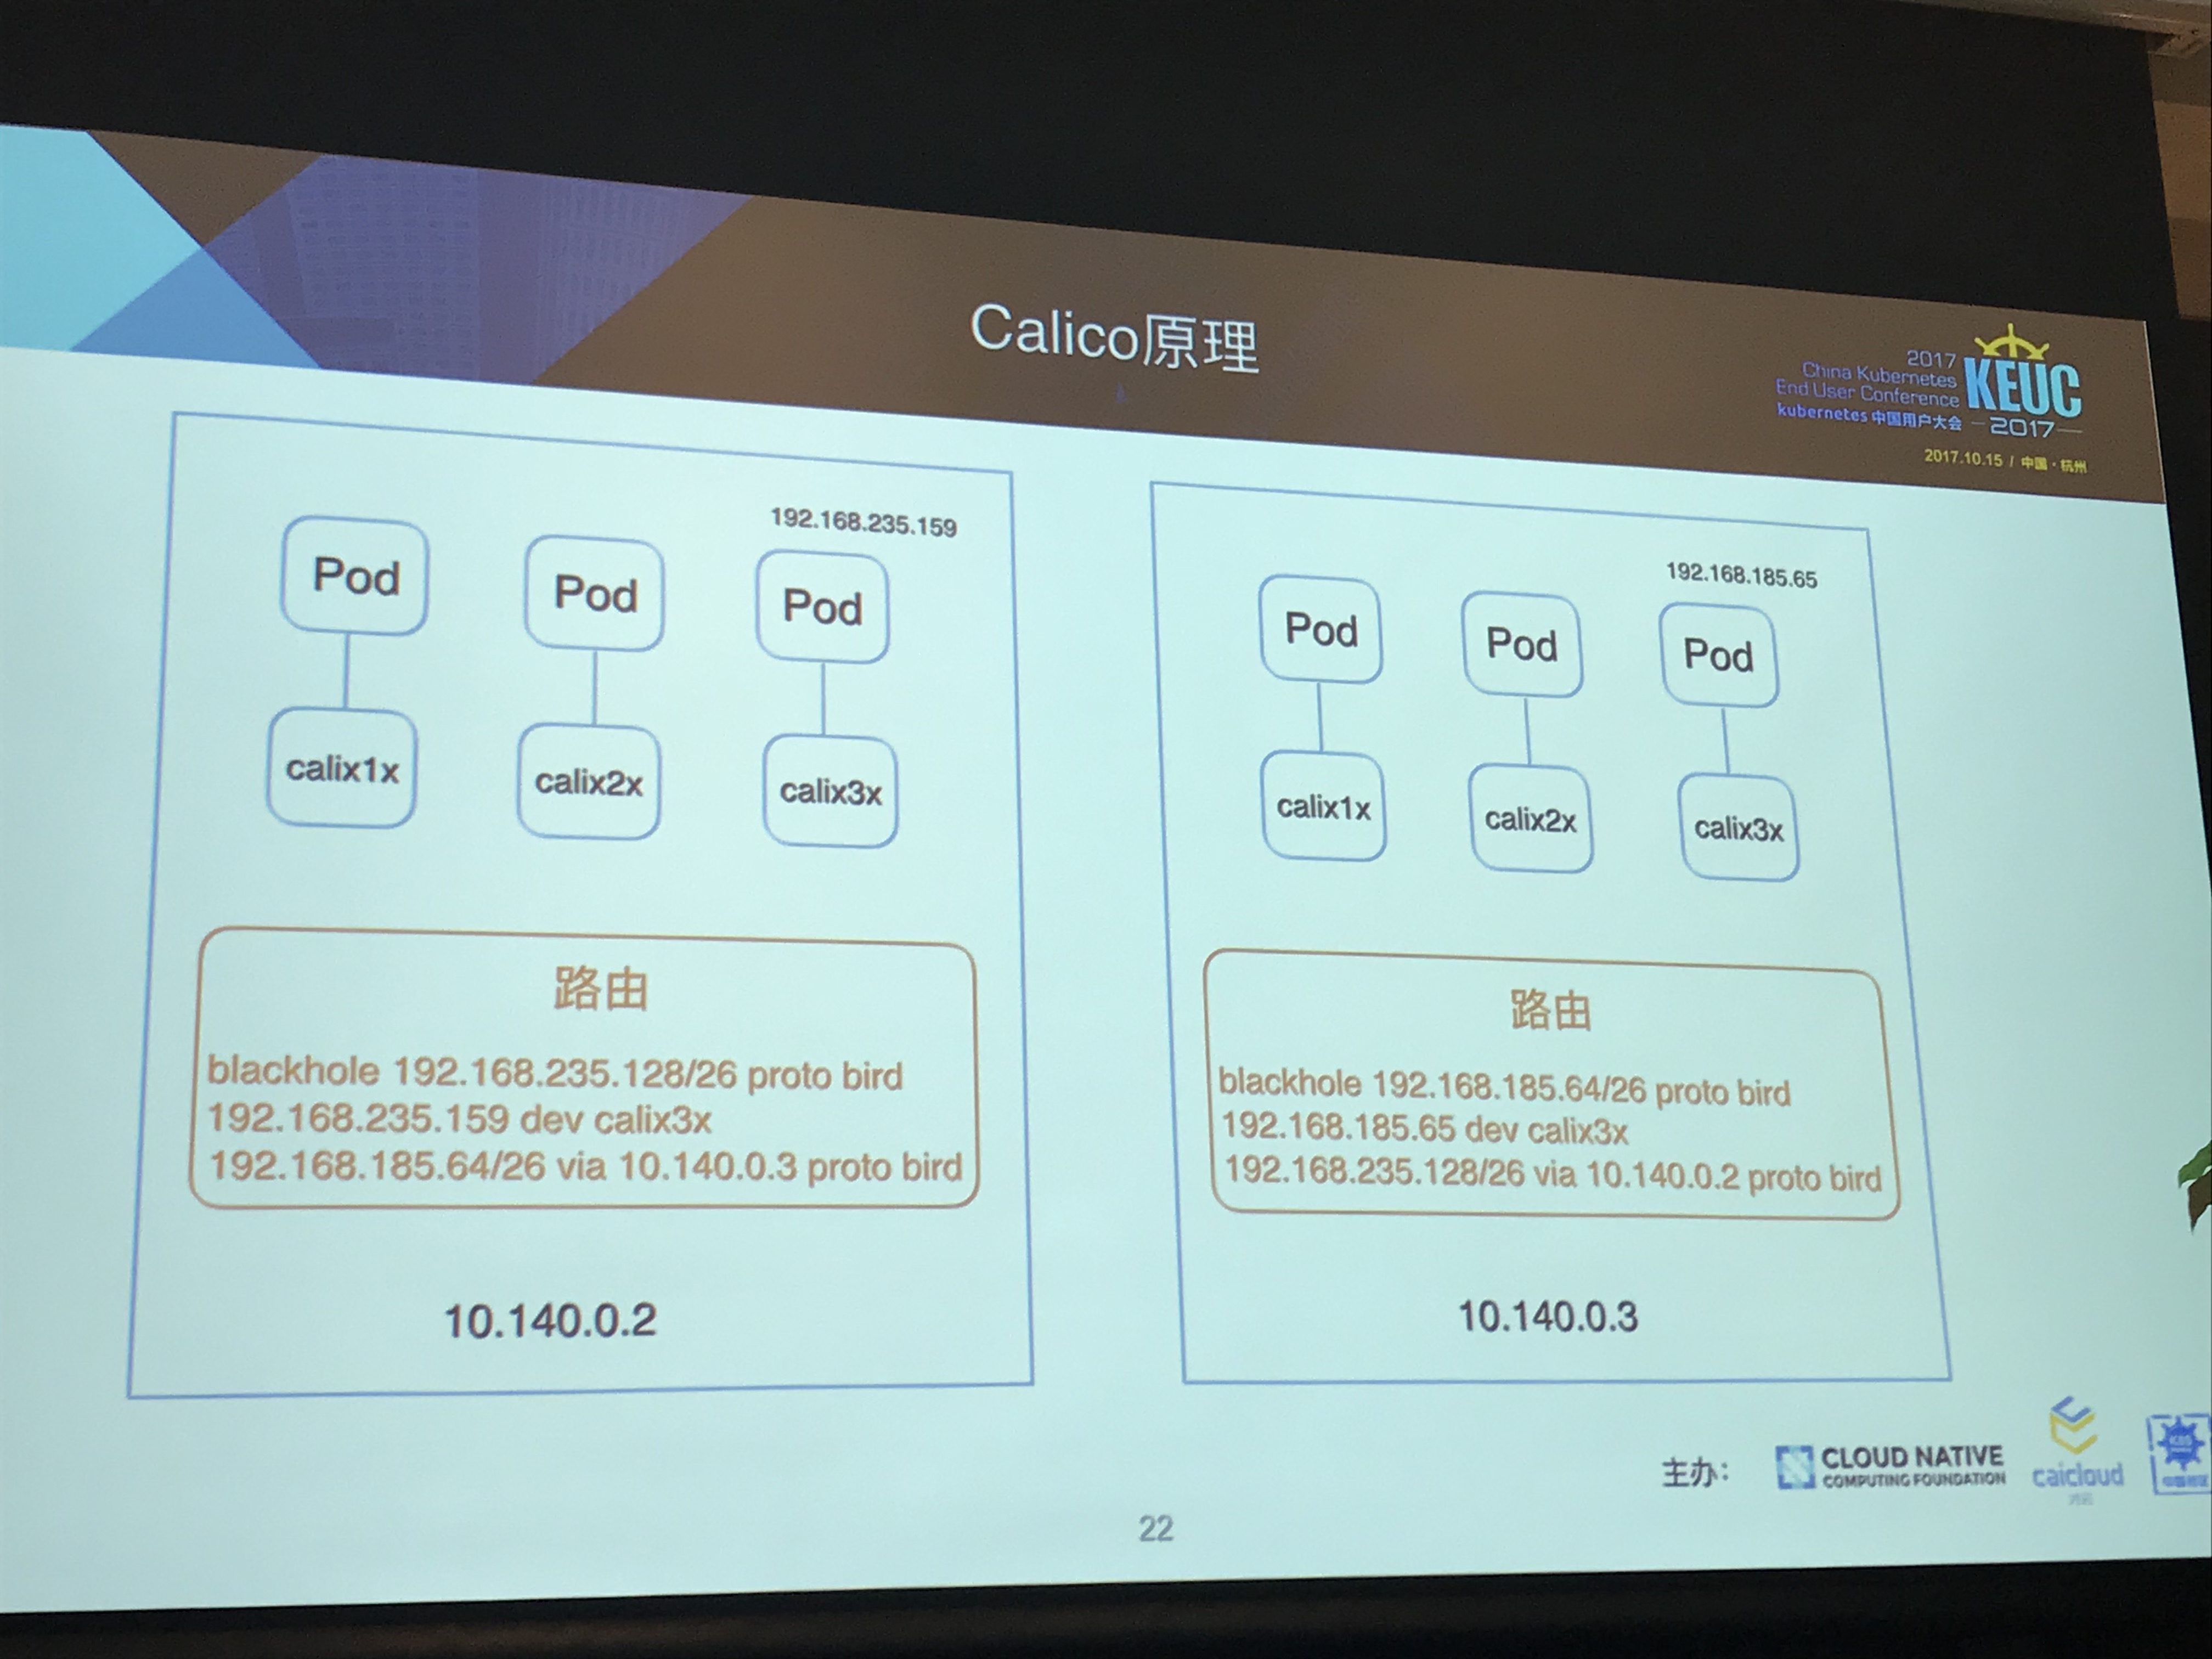 Calico原理
2017
China Kubernetes
End User Conference
kubernetes 中国用户大会
KEUC
2017
2017.10.15 / 中国·杭州
192.168.235.159
Pod
Pod
Pod
calix1x
calix2x
calix3x
路由
blackhole 192.168.235.128/26 proto bird
192.168.235.159 dev calix3x
192.168.185.64/26 via 10.140.0.3 proto bird
10.140.0.2
192.168.185.65
Pod
Pod
Pod
calix1x
calix2x
calix3x
路由
blackhole 192.168.185.64/26 proto bird
192.168.185.65 dev calix3x
192.168.235.128/26 via 10.140.0.2 proto bird
10.140.0.3
主办:
CLOUD NATIVE
COMPUTING FOUNDATION
caicloud
22